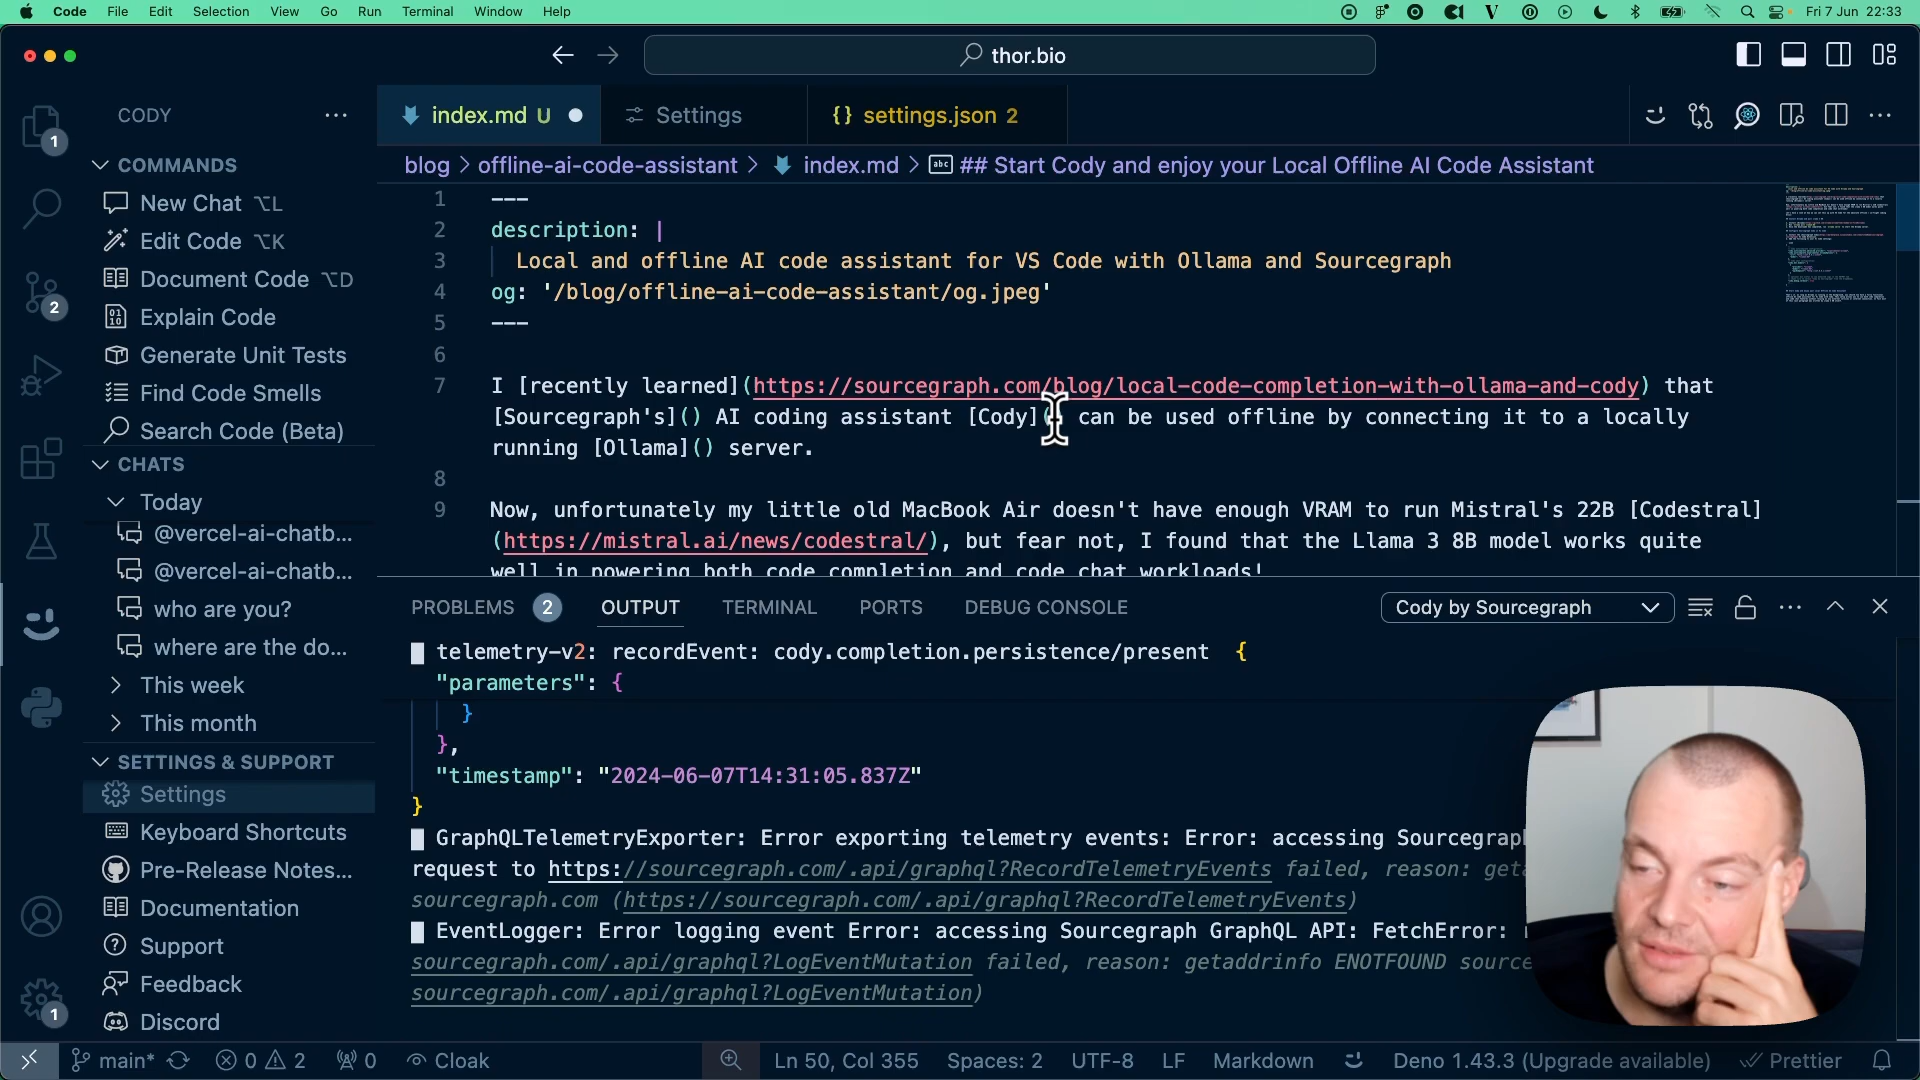 Code File Edit Selection View Go Run Terminal Window Help Fri 7 Jun 22:33
thor.bio
CODY
index.md U
Settings
{} settings.json 2
blog > offline-ai-code-assistant > index.md > ## Start Cody and enjoy your Local Offline AI Code Assistant
COMMANDS
New Chat ⌥L
Edit Code ⌥K
Document Code ⌥D
Explain Code
Generate Unit Tests
Find Code Smells
Search Code (Beta)
CHATS
Today
@vercel-ai-chatb...
@vercel-ai-chatb...
who are you?
where are the do...
This week
This month
SETTINGS & SUPPORT
Settings
Keyboard Shortcuts
Pre-Release Notes...
Documentation
Support
Feedback
Discord
1
2
1
1 ---
2 description: |
3 Local and offline AI code assistant for VS Code with Ollama and Sourcegraph
4 og: '/blog/offline-ai-code-assistant/og.jpeg'
5 ---
6
7 I [recently learned](https://sourcegraph.com/blog/local-code-completion-with-ollama-and-cody) that
[Sourcegraph's]() AI coding assistant [Cody]( can be used offline by connecting it to a locally
running [Ollama]() server.
8
9 Now, unfortunately my little old MacBook Air doesn't have enough VRAM to run Mistral's 22B [Codestral]
(https://mistral.ai/news/codestral/), but fear not, I found that the Llama 3 8B model works quite
well in powering both code completion and code chat workloads!
PROBLEMS 2 OUTPUT TERMINAL PORTS DEBUG CONSOLE Cody by Sourcegraph
telemetry-v2: recordEvent: cody.completion.persistence/present {
"parameters": {
}
},
"timestamp": "2024-06-07T14:31:05.837Z"
}
GraphQLTelemetryExporter: Error exporting telemetry events: Error: accessing Sourcegraph
request to https://sourcegraph.com/.api/graphql?RecordTelemetryEvents failed, reason: geta
sourcegraph.com (https://sourcegraph.com/.api/graphql?RecordTelemetryEvents)
EventLogger: Error logging event Error: accessing Sourcegraph GraphQL API: FetchError: r
sourcegraph.com/.api/graphql?LogEventMutation failed, reason: getaddrinfo ENOTFOUND source
sourcegraph.com/.api/graphql?LogEventMutation)
main* 0 2 0 Cloak Ln 50, Col 355 Spaces: 2 UTF-8 LF Markdown Deno 1.43.3 (Upgrade available) Prettier